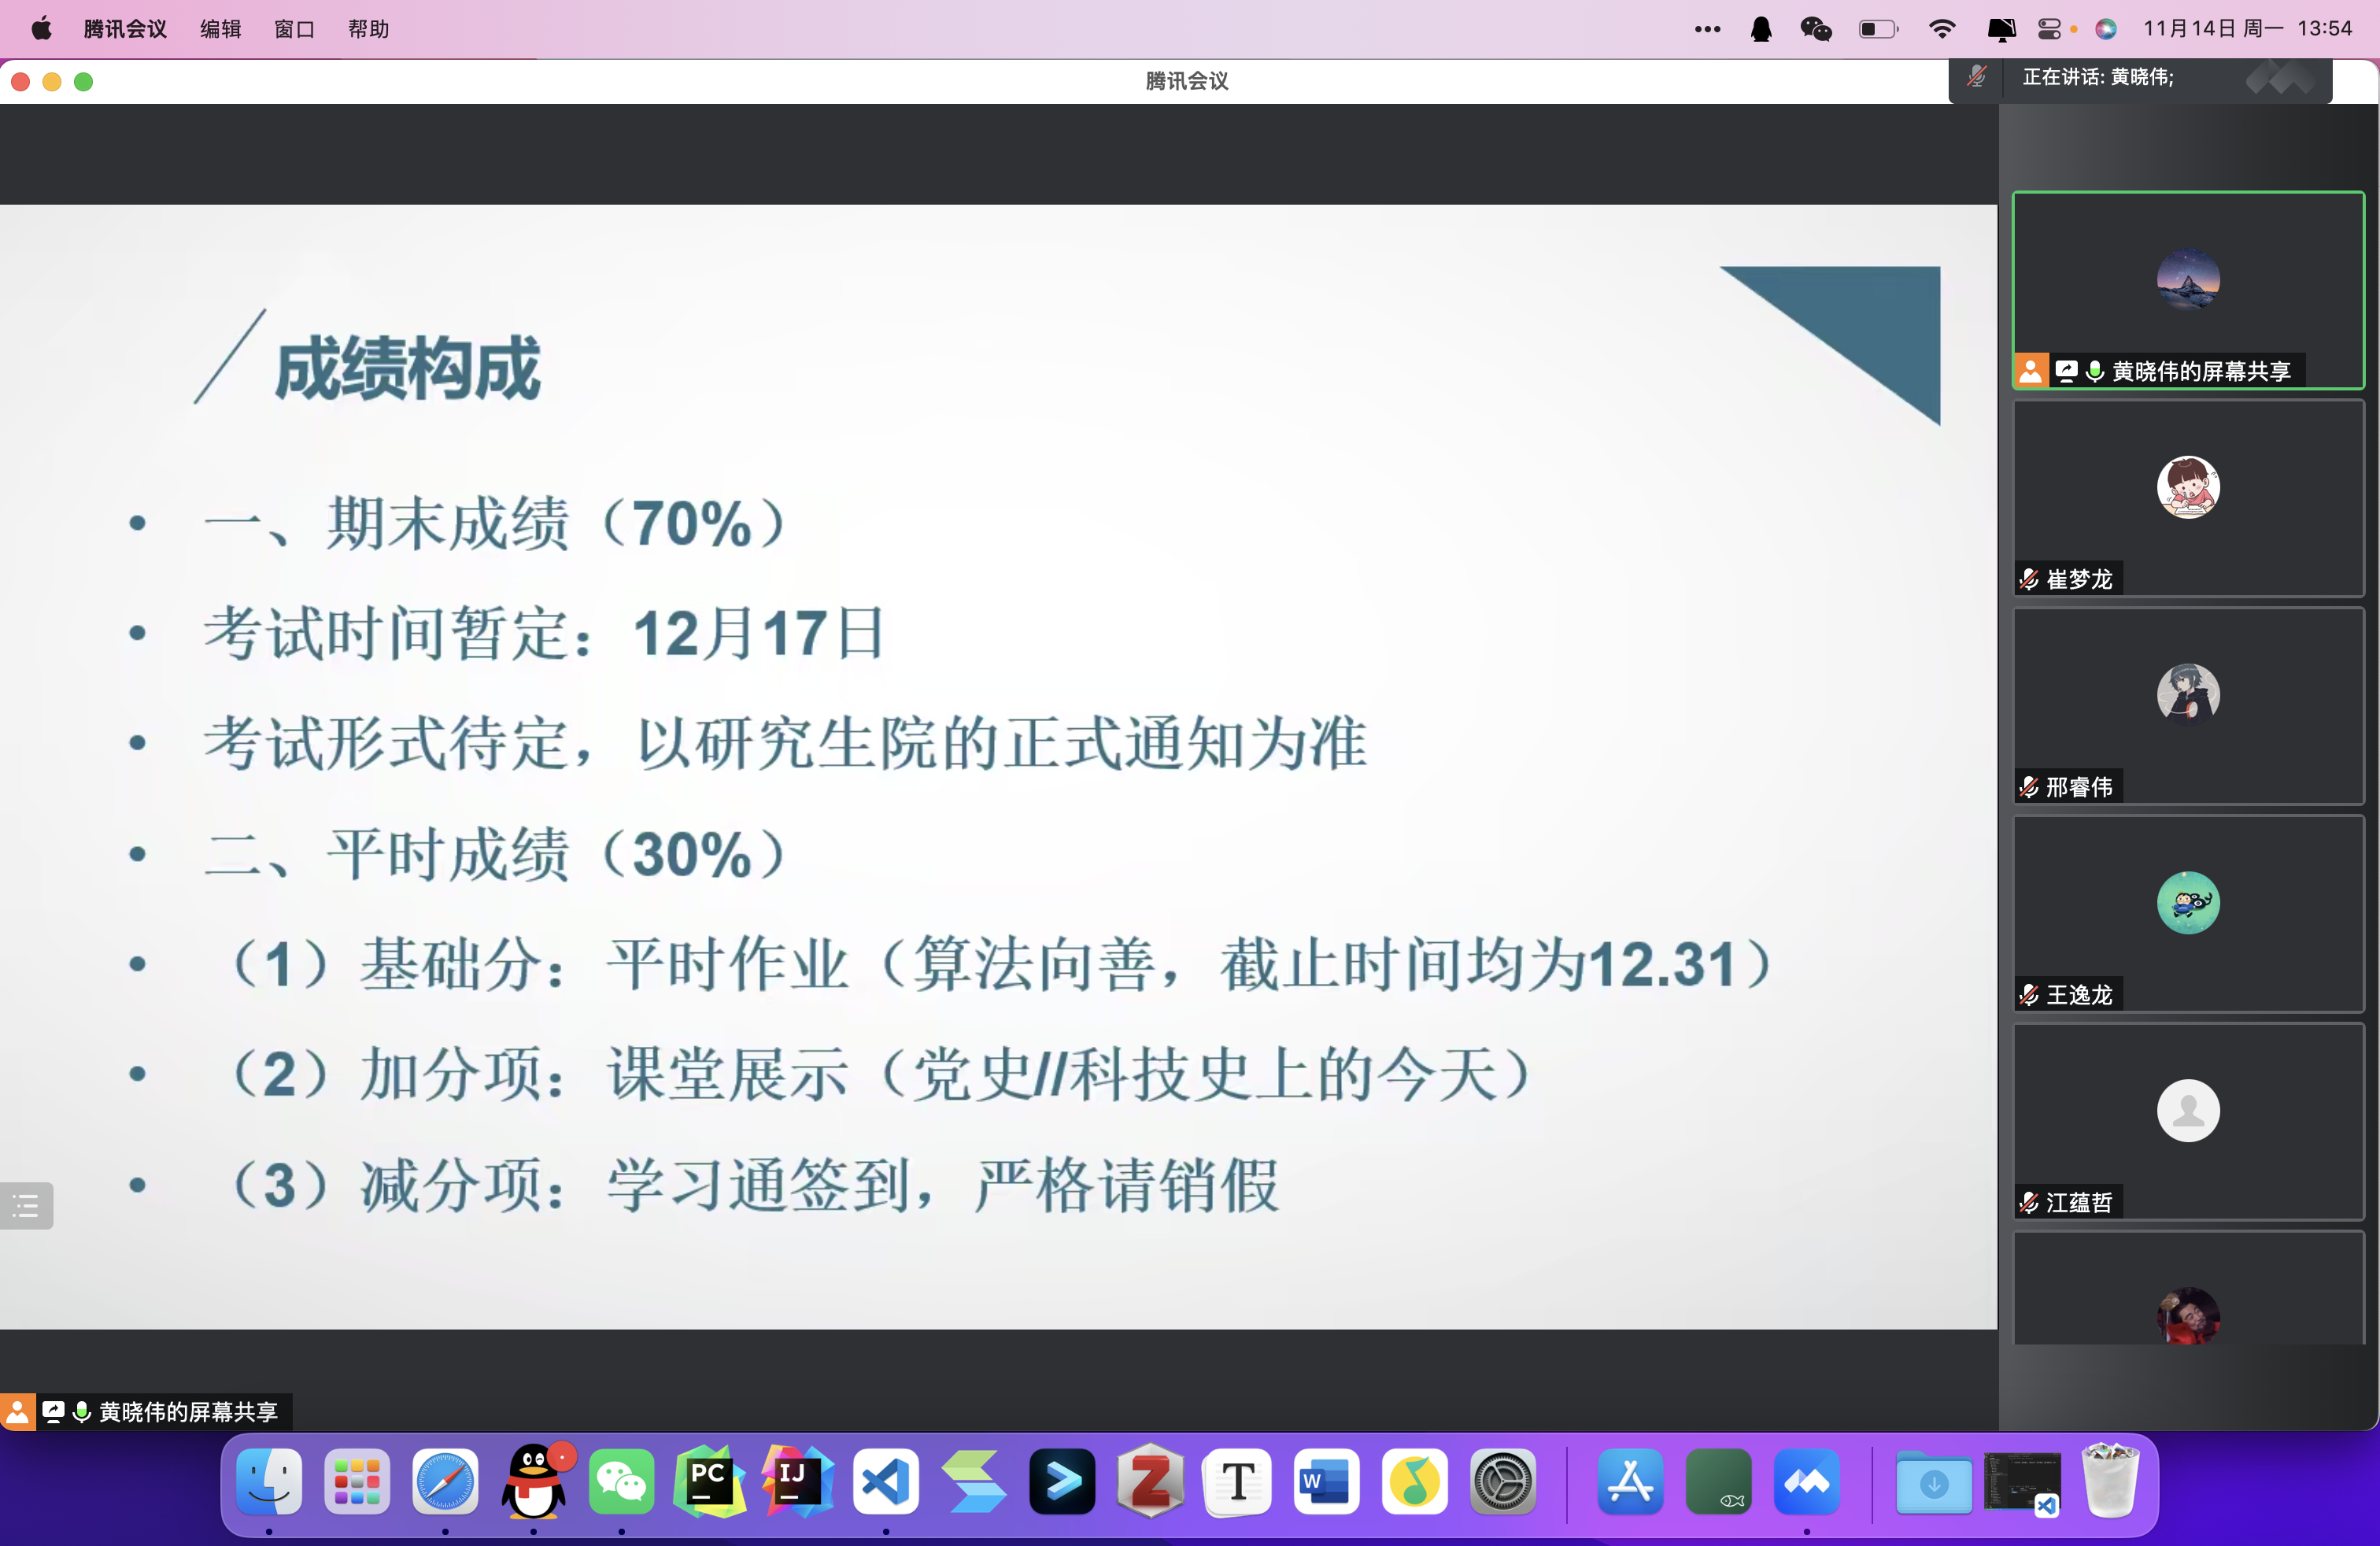 腾讯会议 编辑 窗口 帮助 11月14日 周一 13:54
腾讯会议
正在讲话: 黄晓伟;
成绩构成
• 一、期末成绩（70%）
• 考试时间暂定：12月17日
• 考试形式待定，以研究生院的正式通知为准
• 二、平时成绩（30%）
• （1）基础分：平时作业（算法向善，截止时间均为12.31）
• （2）加分项：课堂展示（党史//科技史上的今天）
• （3）减分项：学习通签到，严格请销假
黄晓伟的屏幕共享
黄晓伟的屏幕共享
崔梦龙
邢睿伟
王逸龙
江蕴哲
PC
IJ
Z
T
W